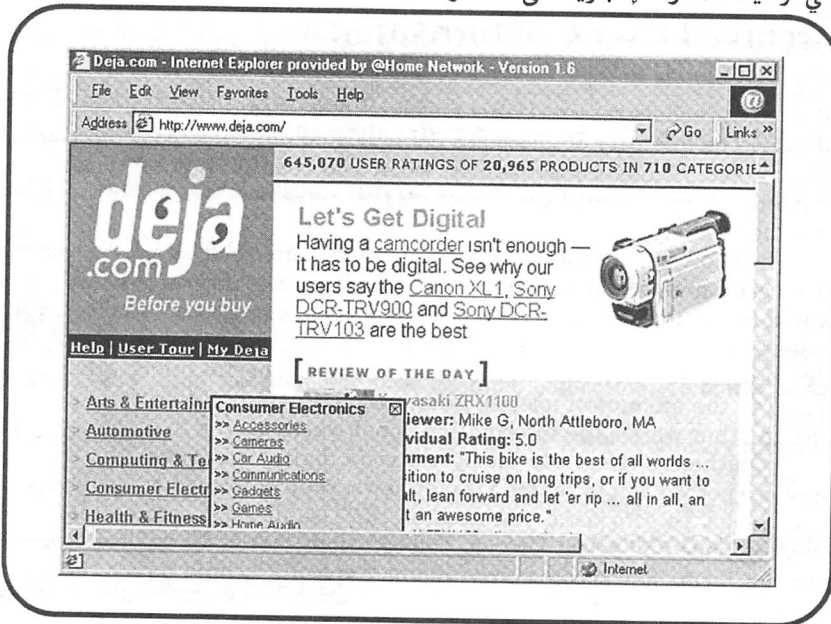 Deja.com - Internet Explorer provided by @Home Network - Version 1.6
File Edit View Favorites Tools Help
Address http://www.deja.com/ Go Links »
645,070 USER RATINGS OF 20,965 PRODUCTS IN 710 CATEGORIE
deja
.com
Before you buy
Help | User Tour | My Deja
Let's Get Digital
Having a camcorder isn't enough —
it has to be digital. See why our
users say the Canon XL1, Sony
DCR-TRV900 and Sony DCR-
TRV103 are the best
[REVIEW OF THE DAY]
vasaki ZRX1100
iewer: Mike G, North Attleboro, MA
vidual Rating: 5.0
nment: "This bike is the best of all worlds ...
ition to cruise on long trips, or if you want to
alt, lean forward and let 'er rip ... all in all, an
t an awesome price."
> Arts & Entertainn
> Automotive
> Computing & Te
> Consumer Electr
> Health & Fitness
Consumer Electronics
>> Accessories
>> Cameras
>> Car Audio
>> Communications
>> Gadgets
>> Games
>> Home Audio
Internet